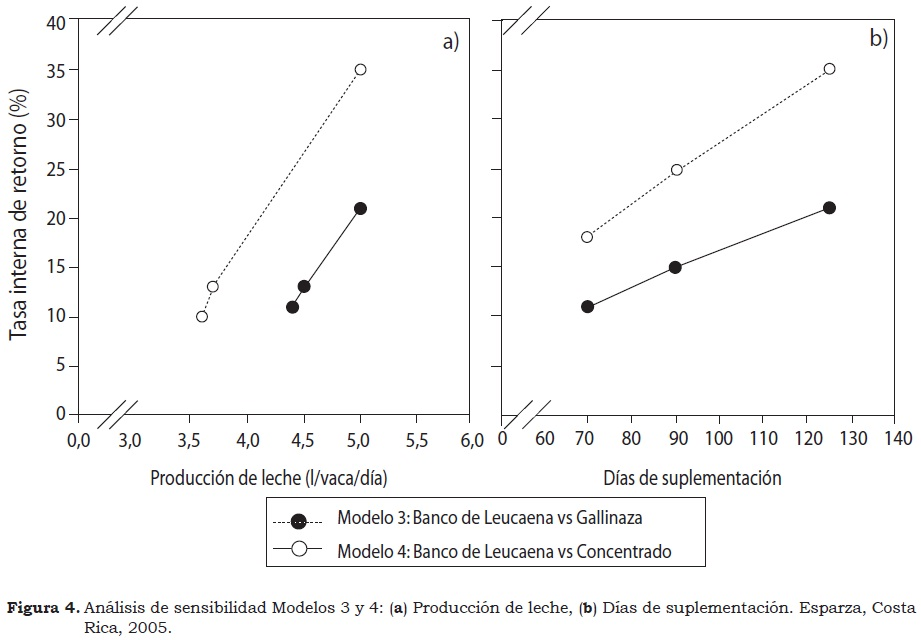 Tasa interna de retorno (%)
40
35
30
25
20
15
10
5
0
a)
0,0 3,0 3,5 4,0 4,5 5,0 5,5 6,0
Producción de leche (l/vaca/día)
b)
0 60 70 80 90 100 110 120 130 140
Días de suplementación
Modelo 3: Banco de Leucaena vs Gallinaza
Modelo 4: Banco de Leucaena vs Concentrado
Figura 4. Análisis de sensibilidad Modelos 3 y 4: (a) Producción de leche, (b) Días de suplementación. Esparza, Costa
Rica, 2005.